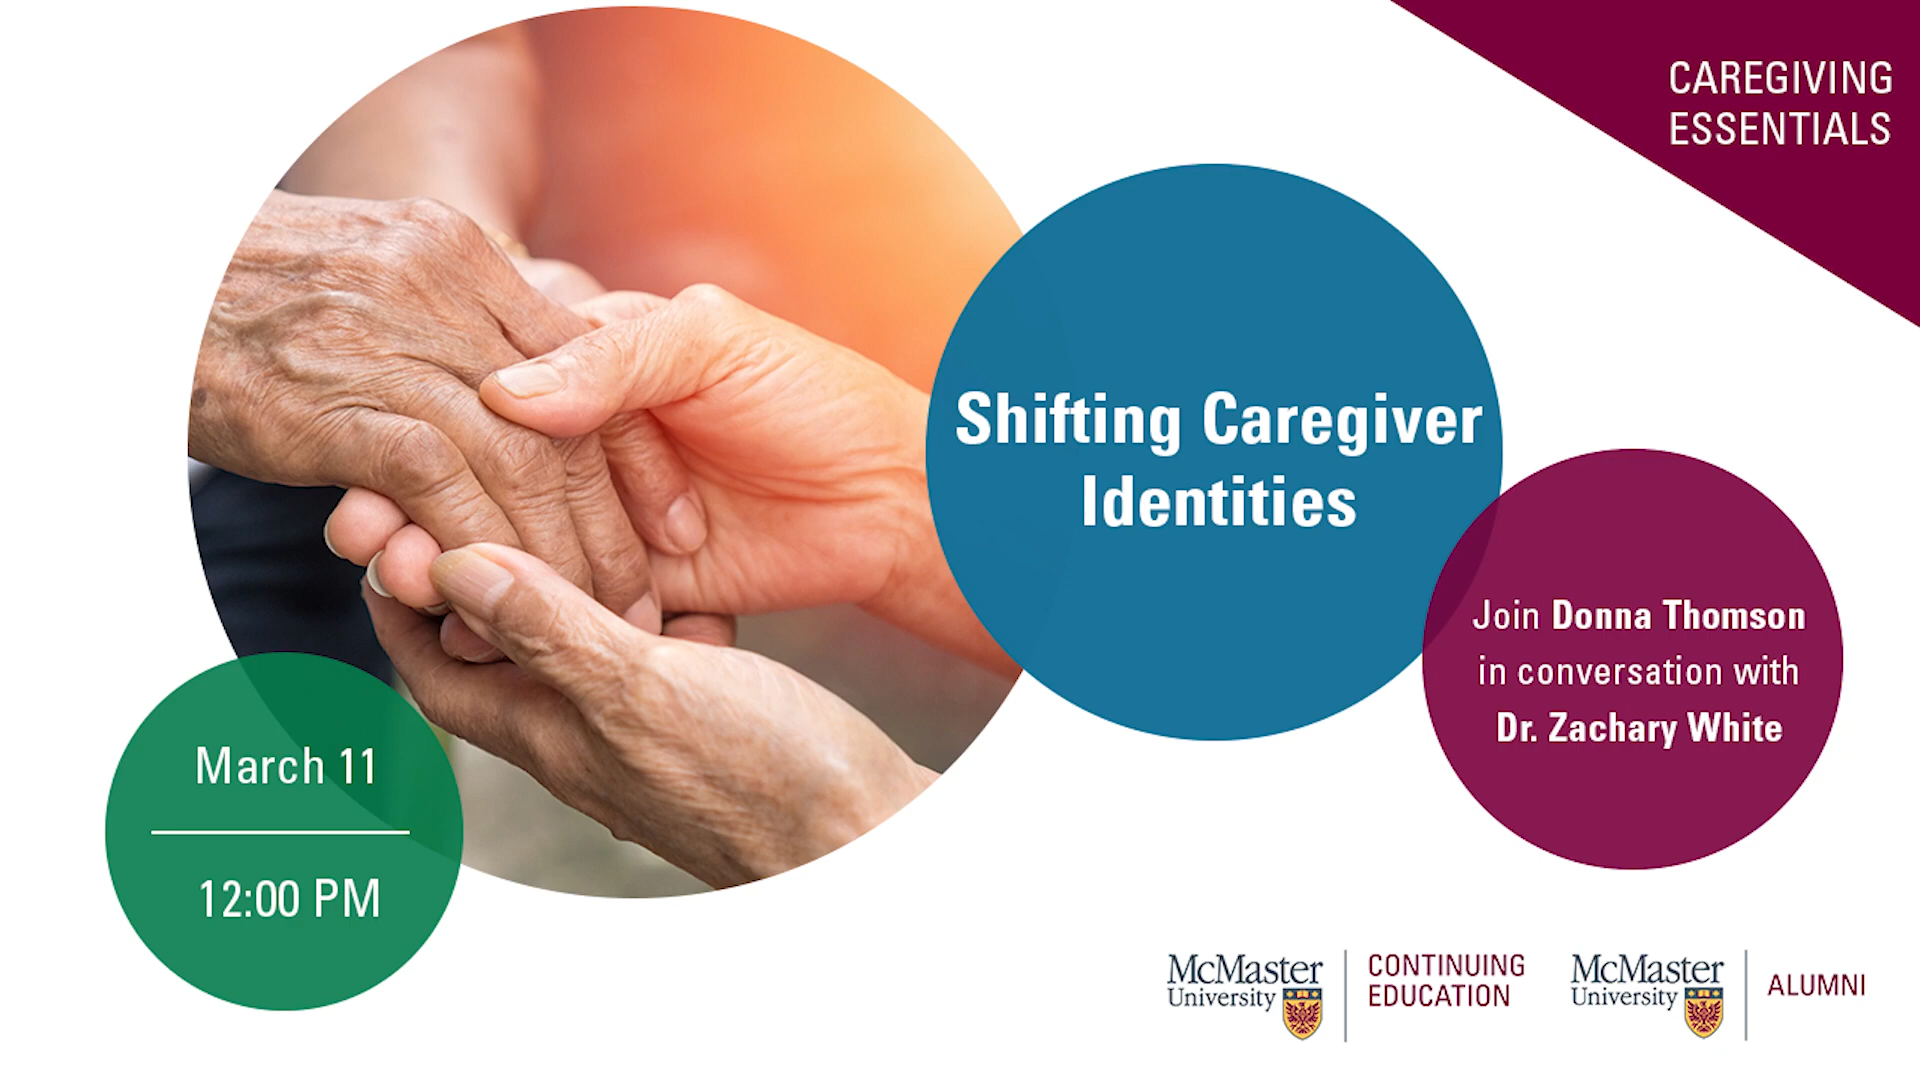 CAREGIVING
ESSENTIALS
Shifting Caregiver
Identities
Join Donna Thomson
in conversation with
Dr. Zachary White
March 11
12:00 PM
McMaster
University
CONTINUING
EDUCATION
McMaster
University
ALUMNI